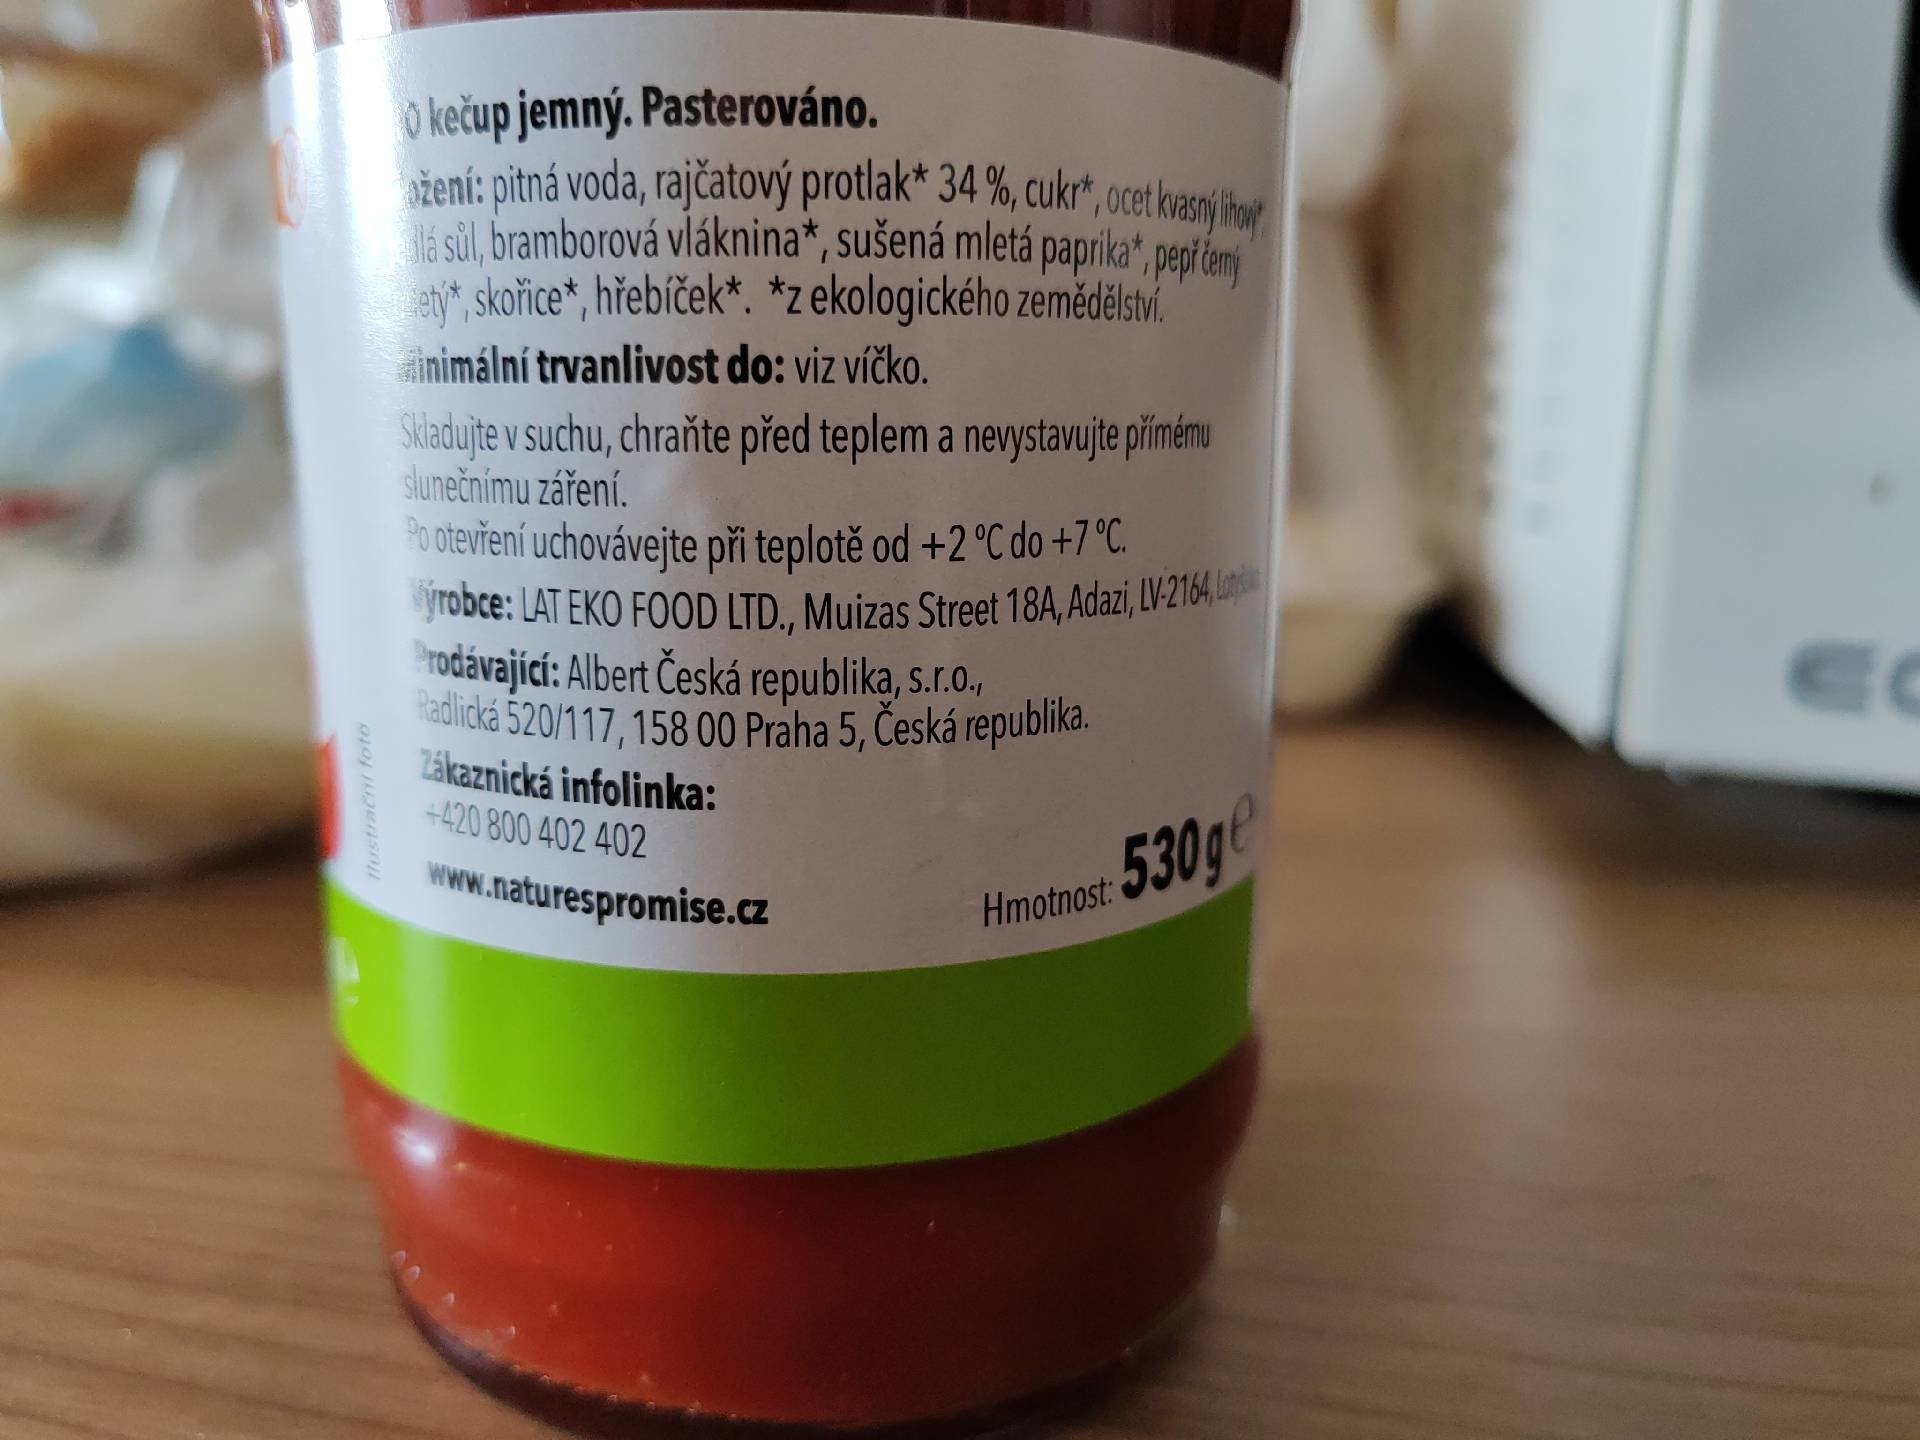 kečup jemný. Pasterováno.
pitná voda, rajčatový protlak* 34 %, cukr*, ocet kvasný lihový*,
sůl, bramborová vláknina*, sušená mletá paprika*, pepř černý
skořice*, hřebíček*. *z ekologického zemědělství.
Minimální trvanlivost do: viz víčko.
Skladujte v suchu, chraňte před teplem a nevystavujte přímému
slunečnímu záření.
Po otevření uchovávejte při teplotě od +2 °C do +7 °C.
Výrobce: LAT EKO FOOD LTD., Muizas Street 18A, Adazi, LV-2164,
Prodávající: Albert Česká republika, s.r.o.,
Radlická 520/117, 158 00 Praha 5, Česká republika.
Zákaznická infolinka:
+420 800 402 402
www.naturespromise.cz
Hmotnost: 530 g e
Ilustrační foto